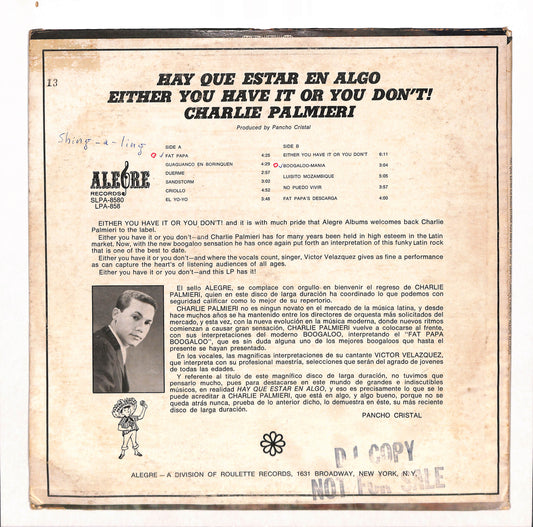 13
HAY QUE ESTAR EN ALGO
EITHER YOU HAVE IT OR YOU DON'T!
CHARLIE PALMIERI
Produced by Pancho Cristal
Shing-a-ling
SIDE A
FAT PAPA 4:25
GUAGUANCO EN BORINQUEN 4:29
DUERME 2:57
SANDSTORM 3:02
CRIOLLO 4:52
EL YO-YO 3:48
SIDE B
EITHER YOU HAVE IT OR YOU DON'T 6:11
BOOGALOO-MANIA 3:04
LUISITO MOZAMBIQUE 3:05
NO PUEDO VIVIR 3:57
FAT PAPA'S DESCARGA 4:00
ALEGRE
RECORDS
SLPA-8580
LPA-858
EITHER YOU HAVE IT OR YOU DON'T! and it is with much pride that Alegre Albums welcomes back Charlie
Palmieri to the label.
Either you have it or you don't—and Charlie Palmieri has for many years been held in high esteem in the Latin
market. Now, with the new boogaloo sensation he has once again put forth an interpretation of this funky Latin rock
that is one of the best to date.
Either you have it or you don't—and where the vocals count, singer, Victor Velazquez gives as fine a performance
as can capture the heart's of listening audiences of all ages.
Either you have it or you don't—and this LP has it!
El sello ALEGRE, se complace con orgullo en bienvenir el regreso de CHARLIE
PALMIERI, quien en este disco de larga duración ha coordinado lo que podemos con
seguridad calificar como lo mejor de su repertorio.
CHARLIE PALMIERI no es ningun novato en el mercado de la música latina, y desde
hace muchos años se ha mantenido entre los directores de orquesta más solicitados del
mercado, y esta vez, con la nueva evolución en la música moderna, donde nuevos ritmos
comienzan a causar gran sensación, CHARLIE PALMIERI vuelve a colocarse al frente,
con sus interpretaciones del moderno BOOGALOO, interpretando el "FAT PAPA
BOOGALOO", que es sin duda alguna uno de los mejores boogaloos que hasta el
presente se hayan presentado.
En los vocales, las magníficas interpretaciones de su cantante VICTOR VELAZQUEZ,
que interpreta con su profesional maestría, selecciones que serán del agrado de jovenes
de todas las edades.
Y referente al título de este magnífico disco de larga duración, no tuvimos que
pensarlo mucho, pues para destacarse en este mundo de grandes e indiscutibles
músicos, en realidad HAY QUE ESTAR EN ALGO, y eso es precisamente lo que se le
puede acreditar a CHARLIE PALMIERI, que está en algo, y algo bueno, porque no se
queda atrás nunca, prueba de lo anterior dicho, lo demuestra en éste, su más reciente
disco de larga duración.
PANCHO CRISTAL
DJ COPY
NOT FOR SALE
ALEGRE — A DIVISION OF ROULETTE RECORDS, 1631 BROADWAY, NEW YORK, N.Y.